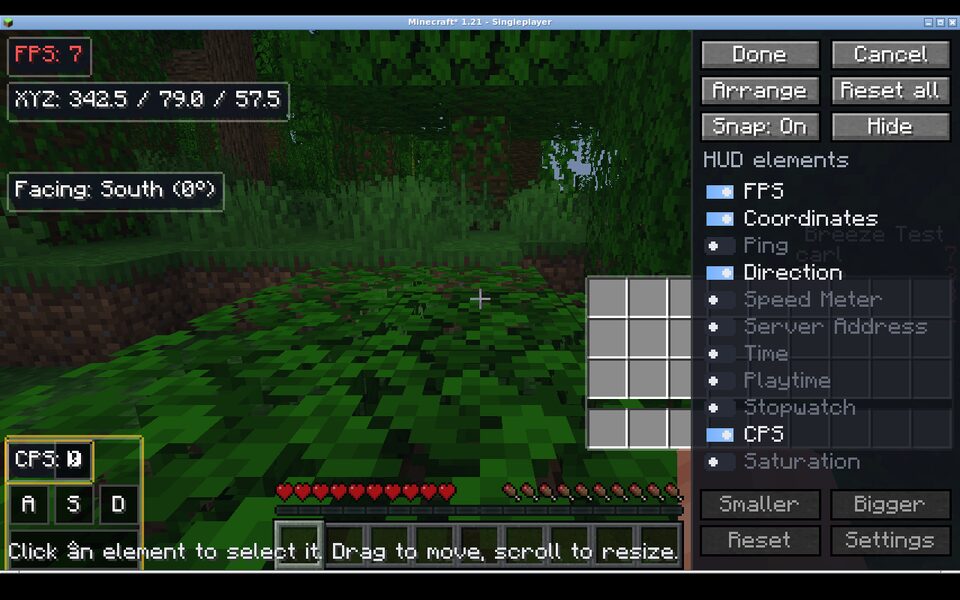 Minecraft* 1.21 - Singleplayer
FPS: 7
XYZ: 342.5 / 79.0 / 57.5
Facing: South (0°)
Done
Cancel
Arrange
Reset all
Snap: On
Hide
HUD elements
FPS
Coordinates
Breeze Test
Ping
carl
Direction
Speed Meter
Server Address
Time
Playtime
Stopwatch
CPS
Saturation
CPS: 0
A S D
Smaller
Bigger
Reset
Settings
Click an element to select it. Drag to move, scroll to resize.